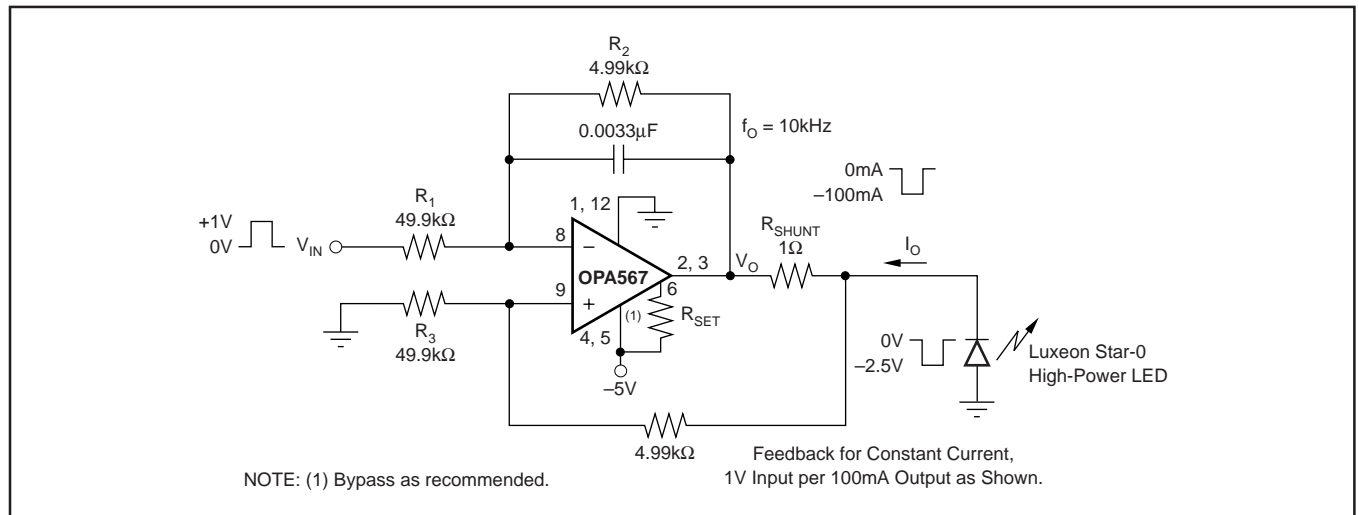 R2
4.99kΩ
0.0033µF
fO = 10kHz
0mA
–100mA
R1
49.9kΩ
1, 12
RSHUNT
1Ω
+1V
0V
VIN
8
–
2, 3
VO
IO
OPA567
9
+
6
(1)
RSET
R3
49.9kΩ
4, 5
–5V
0V
–2.5V
Luxeon Star-0
High-Power LED
4.99kΩ
Feedback for Constant Current,
1V Input per 100mA Output as Shown.
NOTE: (1) Bypass as recommended.